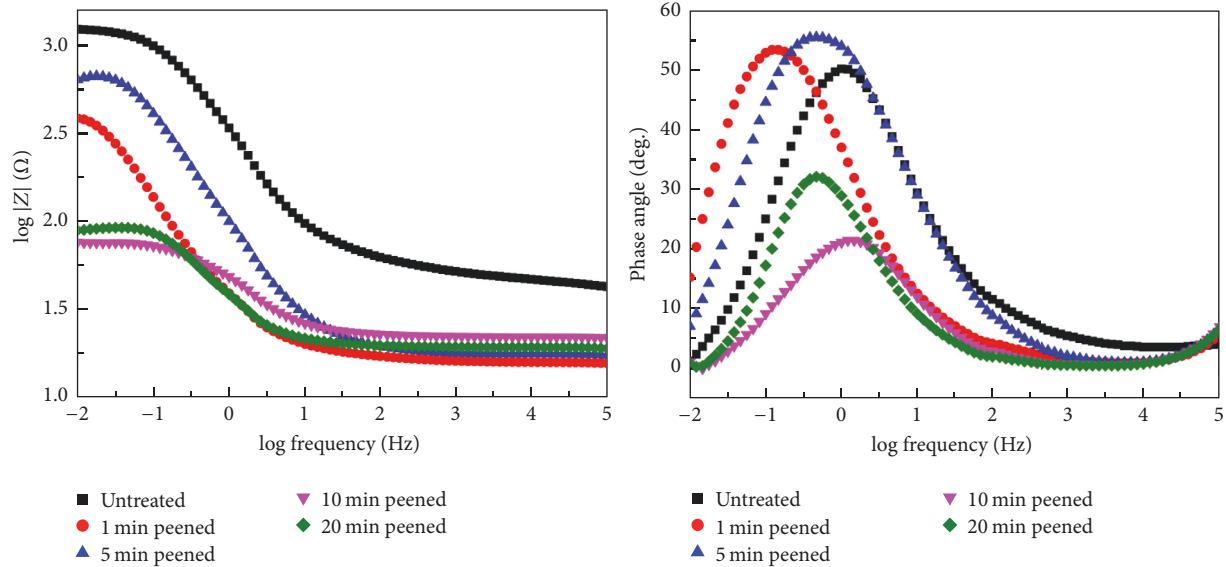 log |Z| (Ω)
3.0
2.5
2.0
1.5
1.0
−2 −1 0 1 2 3 4 5
log frequency (Hz)
Untreated
1 min peened
5 min peened
10 min peened
20 min peened
Phase angle (deg.)
60
50
40
30
20
10
0
−2 −1 0 1 2 3 4 5
log frequency (Hz)
Untreated
1 min peened
5 min peened
10 min peened
20 min peened